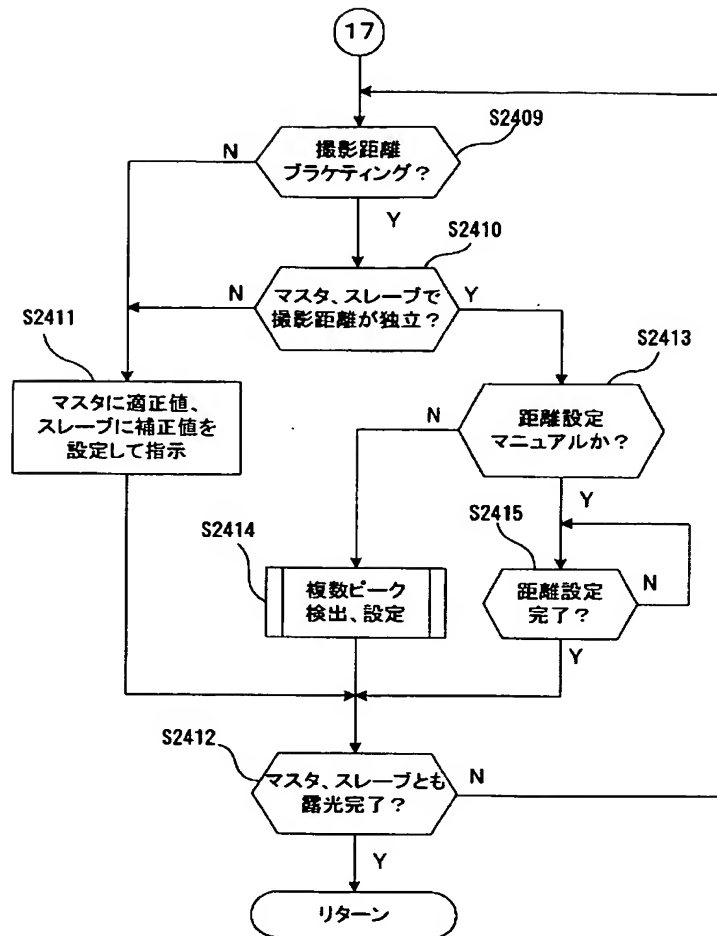 17
S2409
撮影距離
ブラケティング？
N
Y
S2410
マスタ、スレーブで
撮影距離が独立？
N
Y
S2411
マスタに適正値、
スレーブに補正値を
設定して指示
S2413
距離設定
マニュアルか？
N
Y
S2414
複数ピーク
検出、設定
S2415
距離設定
完了？
N
Y
S2412
マスタ、スレーブとも
露光完了？
N
Y
リターン